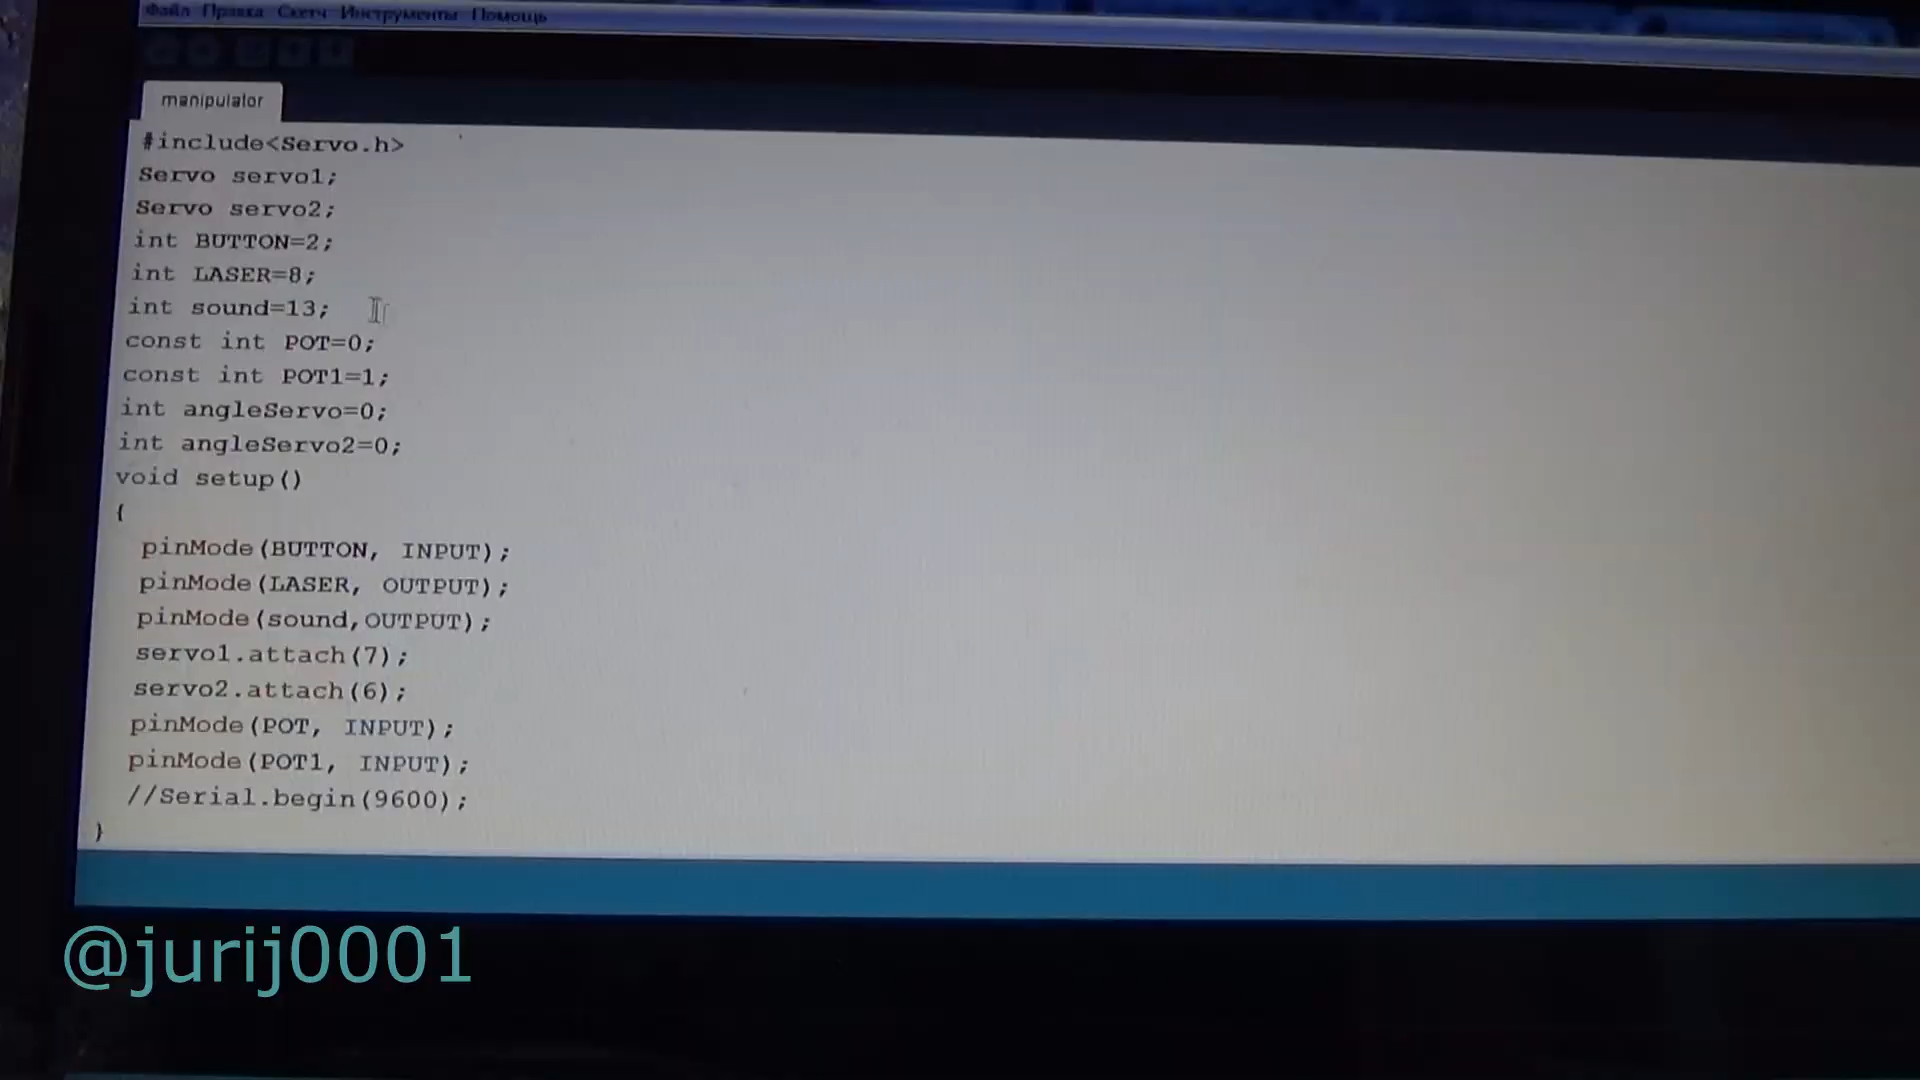 Файл Правка Скетч Инструменты Помощь
manipulator
#include<Servo.h>
Servo servo1;
Servo servo2;
int BUTTON=2;
int LASER=8;
int sound=13;
const int POT=0;
const int POT1=1;
int angleServo=0;
int angleServo2=0;
void setup()
{
pinMode(BUTTON, INPUT);
pinMode(LASER, OUTPUT);
pinMode(sound,OUTPUT);
servo1.attach(7);
servo2.attach(6);
pinMode(POT, INPUT);
pinMode(POT1, INPUT);
//Serial.begin(9600);
}
@jurij0001